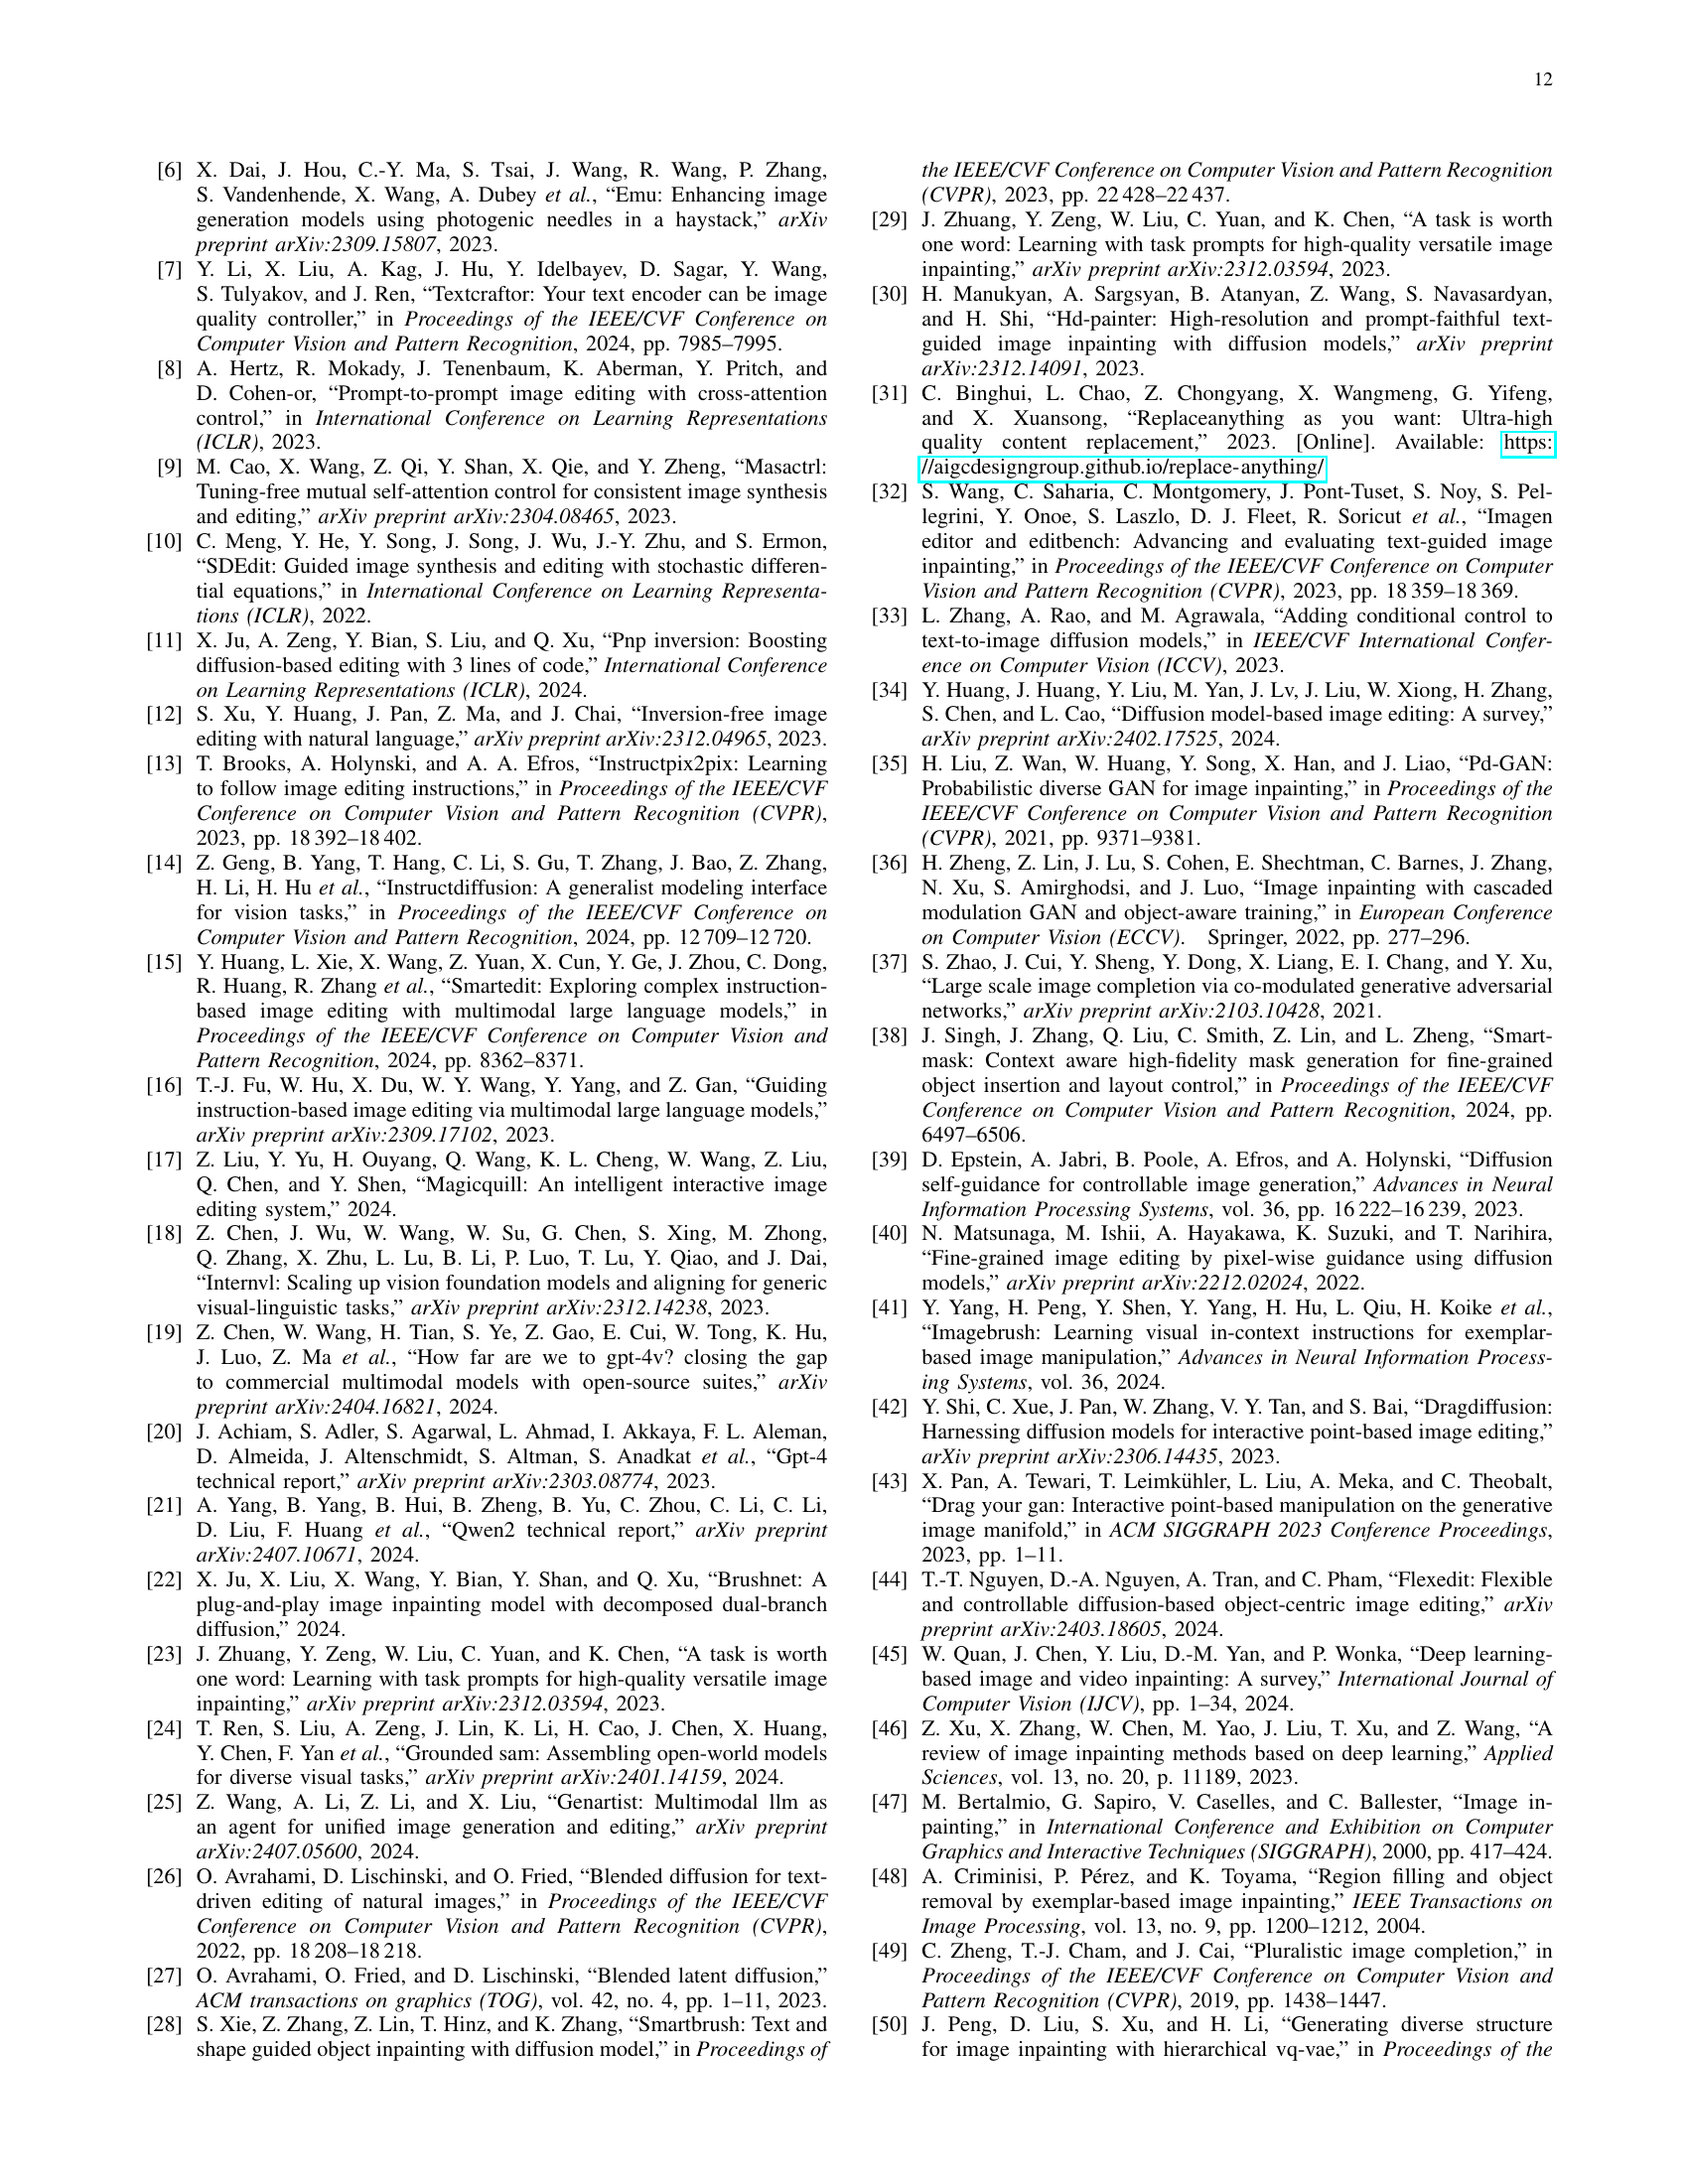 12
[6] X. Dai, J. Hou, C.-Y. Ma, S. Tsai, J. Wang, R. Wang, P. Zhang,
S. Vandenhende, X. Wang, A. Dubey et al., “Emu: Enhancing image
generation models using photogenic needles in a haystack,” arXiv
preprint arXiv:2309.15807, 2023.
[7] Y. Li, X. Liu, A. Kag, J. Hu, Y. Idelbayev, D. Sagar, Y. Wang,
S. Tulyakov, and J. Ren, “Textcraftor: Your text encoder can be image
quality controller,” in Proceedings of the IEEE/CVF Conference on
Computer Vision and Pattern Recognition, 2024, pp. 7985–7995.
[8] A. Hertz, R. Mokady, J. Tenenbaum, K. Aberman, Y. Pritch, and
D. Cohen-or, “Prompt-to-prompt image editing with cross-attention
control,” in International Conference on Learning Representations
(ICLR), 2023.
[9] M. Cao, X. Wang, Z. Qi, Y. Shan, X. Qie, and Y. Zheng, “Masactrl:
Tuning-free mutual self-attention control for consistent image synthesis
and editing,” arXiv preprint arXiv:2304.08465, 2023.
[10] C. Meng, Y. He, Y. Song, J. Song, J. Wu, J.-Y. Zhu, and S. Ermon,
“SDEdit: Guided image synthesis and editing with stochastic differen-
tial equations,” in International Conference on Learning Representa-
tions (ICLR), 2022.
[11] X. Ju, A. Zeng, Y. Bian, S. Liu, and Q. Xu, “Pnp inversion: Boosting
diffusion-based editing with 3 lines of code,” International Conference
on Learning Representations (ICLR), 2024.
[12] S. Xu, Y. Huang, J. Pan, Z. Ma, and J. Chai, “Inversion-free image
editing with natural language,” arXiv preprint arXiv:2312.04965, 2023.
[13] T. Brooks, A. Holynski, and A. A. Efros, “Instructpix2pix: Learning
to follow image editing instructions,” in Proceedings of the IEEE/CVF
Conference on Computer Vision and Pattern Recognition (CVPR),
2023, pp. 18 392–18 402.
[14] Z. Geng, B. Yang, T. Hang, C. Li, S. Gu, T. Zhang, J. Bao, Z. Zhang,
H. Li, H. Hu et al., “Instructdiffusion: A generalist modeling interface
for vision tasks,” in Proceedings of the IEEE/CVF Conference on
Computer Vision and Pattern Recognition, 2024, pp. 12 709–12 720.
[15] Y. Huang, L. Xie, X. Wang, Z. Yuan, X. Cun, Y. Ge, J. Zhou, C. Dong,
R. Huang, R. Zhang et al., “Smartedit: Exploring complex instruction-
based image editing with multimodal large language models,” in
Proceedings of the IEEE/CVF Conference on Computer Vision and
Pattern Recognition, 2024, pp. 8362–8371.
[16] T.-J. Fu, W. Hu, X. Du, W. Y. Wang, Y. Yang, and Z. Gan, “Guiding
instruction-based image editing via multimodal large language models,”
arXiv preprint arXiv:2309.17102, 2023.
[17] Z. Liu, Y. Yu, H. Ouyang, Q. Wang, K. L. Cheng, W. Wang, Z. Liu,
Q. Chen, and Y. Shen, “Magicquill: An intelligent interactive image
editing system,” 2024.
[18] Z. Chen, J. Wu, W. Wang, W. Su, G. Chen, S. Xing, M. Zhong,
Q. Zhang, X. Zhu, L. Lu, B. Li, P. Luo, T. Lu, Y. Qiao, and J. Dai,
“Internvl: Scaling up vision foundation models and aligning for generic
visual-linguistic tasks,” arXiv preprint arXiv:2312.14238, 2023.
[19] Z. Chen, W. Wang, H. Tian, S. Ye, Z. Gao, E. Cui, W. Tong, K. Hu,
J. Luo, Z. Ma et al., “How far are we to gpt-4v? closing the gap
to commercial multimodal models with open-source suites,” arXiv
preprint arXiv:2404.16821, 2024.
[20] J. Achiam, S. Adler, S. Agarwal, L. Ahmad, I. Akkaya, F. L. Aleman,
D. Almeida, J. Altenschmidt, S. Altman, S. Anadkat et al., “Gpt-4
technical report,” arXiv preprint arXiv:2303.08774, 2023.
[21] A. Yang, B. Yang, B. Hui, B. Zheng, B. Yu, C. Zhou, C. Li, C. Li,
D. Liu, F. Huang et al., “Qwen2 technical report,” arXiv preprint
arXiv:2407.10671, 2024.
[22] X. Ju, X. Liu, X. Wang, Y. Bian, Y. Shan, and Q. Xu, “Brushnet: A
plug-and-play image inpainting model with decomposed dual-branch
diffusion,” 2024.
[23] J. Zhuang, Y. Zeng, W. Liu, C. Yuan, and K. Chen, “A task is worth
one word: Learning with task prompts for high-quality versatile image
inpainting,” arXiv preprint arXiv:2312.03594, 2023.
[24] T. Ren, S. Liu, A. Zeng, J. Lin, K. Li, H. Cao, J. Chen, X. Huang,
Y. Chen, F. Yan et al., “Grounded sam: Assembling open-world models
for diverse visual tasks,” arXiv preprint arXiv:2401.14159, 2024.
[25] Z. Wang, A. Li, Z. Li, and X. Liu, “Genartist: Multimodal llm as
an agent for unified image generation and editing,” arXiv preprint
arXiv:2407.05600, 2024.
[26] O. Avrahami, D. Lischinski, and O. Fried, “Blended diffusion for text-
driven editing of natural images,” in Proceedings of the IEEE/CVF
Conference on Computer Vision and Pattern Recognition (CVPR),
2022, pp. 18 208–18 218.
[27] O. Avrahami, O. Fried, and D. Lischinski, “Blended latent diffusion,”
ACM transactions on graphics (TOG), vol. 42, no. 4, pp. 1–11, 2023.
[28] S. Xie, Z. Zhang, Z. Lin, T. Hinz, and K. Zhang, “Smartbrush: Text and
shape guided object inpainting with diffusion model,” in Proceedings of
the IEEE/CVF Conference on Computer Vision and Pattern Recognition
(CVPR), 2023, pp. 22 428–22 437.
[29] J. Zhuang, Y. Zeng, W. Liu, C. Yuan, and K. Chen, “A task is worth
one word: Learning with task prompts for high-quality versatile image
inpainting,” arXiv preprint arXiv:2312.03594, 2023.
[30] H. Manukyan, A. Sargsyan, B. Atanyan, Z. Wang, S. Navasardyan,
and H. Shi, “Hd-painter: High-resolution and prompt-faithful text-
guided image inpainting with diffusion models,” arXiv preprint
arXiv:2312.14091, 2023.
[31] C. Binghui, L. Chao, Z. Chongyang, X. Wangmeng, G. Yifeng,
and X. Xuansong, “Replaceanything as you want: Ultra-high
quality content replacement,” 2023. [Online]. Available: https:
//aigcdesigngroup.github.io/replace-anything/
[32] S. Wang, C. Saharia, C. Montgomery, J. Pont-Tuset, S. Noy, S. Pel-
legrini, Y. Onoe, S. Laszlo, D. J. Fleet, R. Soricut et al., “Imagen
editor and editbench: Advancing and evaluating text-guided image
inpainting,” in Proceedings of the IEEE/CVF Conference on Computer
Vision and Pattern Recognition (CVPR), 2023, pp. 18 359–18 369.
[33] L. Zhang, A. Rao, and M. Agrawala, “Adding conditional control to
text-to-image diffusion models,” in IEEE/CVF International Confer-
ence on Computer Vision (ICCV), 2023.
[34] Y. Huang, J. Huang, Y. Liu, M. Yan, J. Lv, J. Liu, W. Xiong, H. Zhang,
S. Chen, and L. Cao, “Diffusion model-based image editing: A survey,”
arXiv preprint arXiv:2402.17525, 2024.
[35] H. Liu, Z. Wan, W. Huang, Y. Song, X. Han, and J. Liao, “Pd-GAN:
Probabilistic diverse GAN for image inpainting,” in Proceedings of the
IEEE/CVF Conference on Computer Vision and Pattern Recognition
(CVPR), 2021, pp. 9371–9381.
[36] H. Zheng, Z. Lin, J. Lu, S. Cohen, E. Shechtman, C. Barnes, J. Zhang,
N. Xu, S. Amirghodsi, and J. Luo, “Image inpainting with cascaded
modulation GAN and object-aware training,” in European Conference
on Computer Vision (ECCV). Springer, 2022, pp. 277–296.
[37] S. Zhao, J. Cui, Y. Sheng, Y. Dong, X. Liang, E. I. Chang, and Y. Xu,
“Large scale image completion via co-modulated generative adversarial
networks,” arXiv preprint arXiv:2103.10428, 2021.
[38] J. Singh, J. Zhang, Q. Liu, C. Smith, Z. Lin, and L. Zheng, “Smart-
mask: Context aware high-fidelity mask generation for fine-grained
object insertion and layout control,” in Proceedings of the IEEE/CVF
Conference on Computer Vision and Pattern Recognition, 2024, pp.
6497–6506.
[39] D. Epstein, A. Jabri, B. Poole, A. Efros, and A. Holynski, “Diffusion
self-guidance for controllable image generation,” Advances in Neural
Information Processing Systems, vol. 36, pp. 16 222–16 239, 2023.
[40] N. Matsunaga, M. Ishii, A. Hayakawa, K. Suzuki, and T. Narihira,
“Fine-grained image editing by pixel-wise guidance using diffusion
models,” arXiv preprint arXiv:2212.02024, 2022.
[41] Y. Yang, H. Peng, Y. Shen, Y. Yang, H. Hu, L. Qiu, H. Koike et al.,
“Imagebrush: Learning visual in-context instructions for exemplar-
based image manipulation,” Advances in Neural Information Process-
ing Systems, vol. 36, 2024.
[42] Y. Shi, C. Xue, J. Pan, W. Zhang, V. Y. Tan, and S. Bai, “Dragdiffusion:
Harnessing diffusion models for interactive point-based image editing,”
arXiv preprint arXiv:2306.14435, 2023.
[43] X. Pan, A. Tewari, T. Leimkühler, L. Liu, A. Meka, and C. Theobalt,
“Drag your gan: Interactive point-based manipulation on the generative
image manifold,” in ACM SIGGRAPH 2023 Conference Proceedings,
2023, pp. 1–11.
[44] T.-T. Nguyen, D.-A. Nguyen, A. Tran, and C. Pham, “Flexedit: Flexible
and controllable diffusion-based object-centric image editing,” arXiv
preprint arXiv:2403.18605, 2024.
[45] W. Quan, J. Chen, Y. Liu, D.-M. Yan, and P. Wonka, “Deep learning-
based image and video inpainting: A survey,” International Journal of
Computer Vision (IJCV), pp. 1–34, 2024.
[46] Z. Xu, X. Zhang, W. Chen, M. Yao, J. Liu, T. Xu, and Z. Wang, “A
review of image inpainting methods based on deep learning,” Applied
Sciences, vol. 13, no. 20, p. 11189, 2023.
[47] M. Bertalmio, G. Sapiro, V. Caselles, and C. Ballester, “Image in-
painting,” in International Conference and Exhibition on Computer
Graphics and Interactive Techniques (SIGGRAPH), 2000, pp. 417–424.
[48] A. Criminisi, P. Pérez, and K. Toyama, “Region filling and object
removal by exemplar-based image inpainting,” IEEE Transactions on
Image Processing, vol. 13, no. 9, pp. 1200–1212, 2004.
[49] C. Zheng, T.-J. Cham, and J. Cai, “Pluralistic image completion,” in
Proceedings of the IEEE/CVF Conference on Computer Vision and
Pattern Recognition (CVPR), 2019, pp. 1438–1447.
[50] J. Peng, D. Liu, S. Xu, and H. Li, “Generating diverse structure
for image inpainting with hierarchical vq-vae,” in Proceedings of the